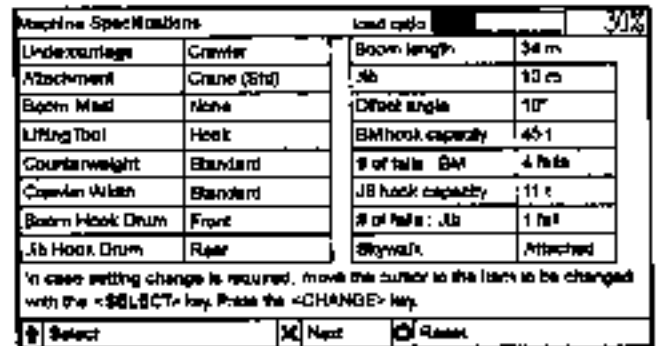 Machine Specifications load ratio 30%
Undercarriage Crawler Boom length 34 m
Attachment Crane (Std) Jib 10 m
Boom Mast None Offset angle 10°
Lifting Tool Hook BM hook capacity
Counterweight Standard # of falls : BM 4 falls
Crawler Width Standard JB hook capacity 11 t
Boom Hook Drum Front # of falls : Jib 1 fall
Jib Hook Drum Rear Skywalk Attached
In case setting change is required, move the cursor to the item to be changed
with the <SELECT> key. Press the <CHANGE> key.
Select Next Reset